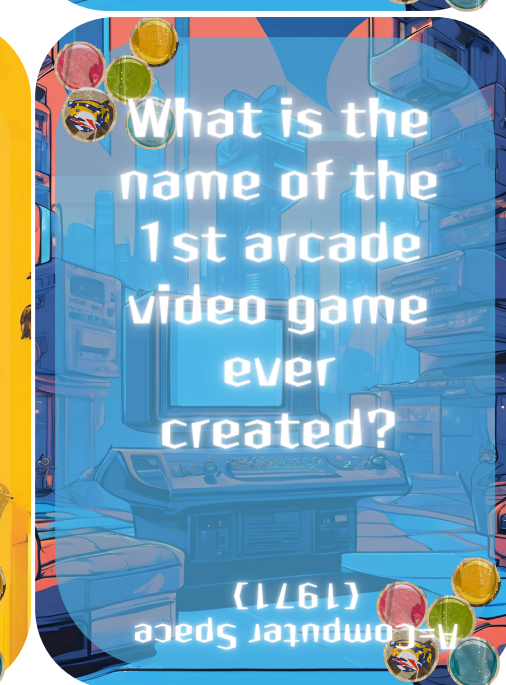 What is the
name of the
1st arcade
video game
ever
created?
A=Computer Space
(1971)